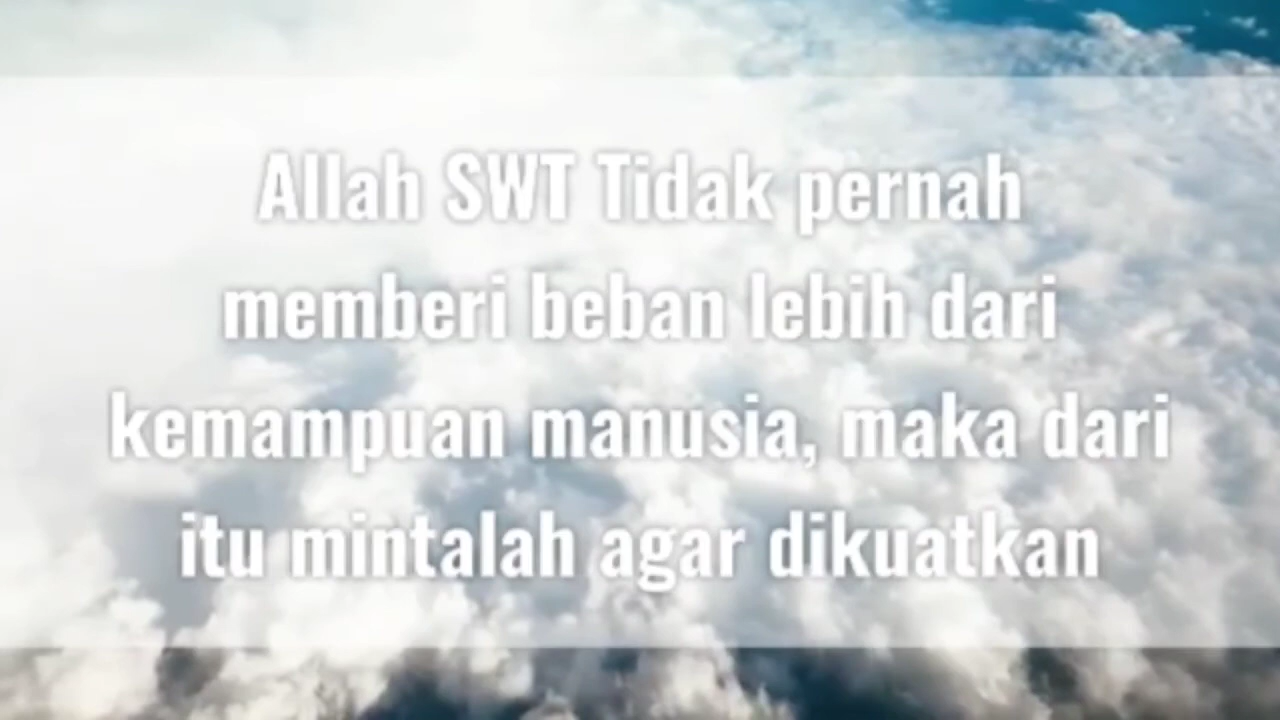 Allah SWT Tidak pernah
memberi beban lebih dari
kemampuan manusia, maka dari
itu mintalah agar dikuatkan